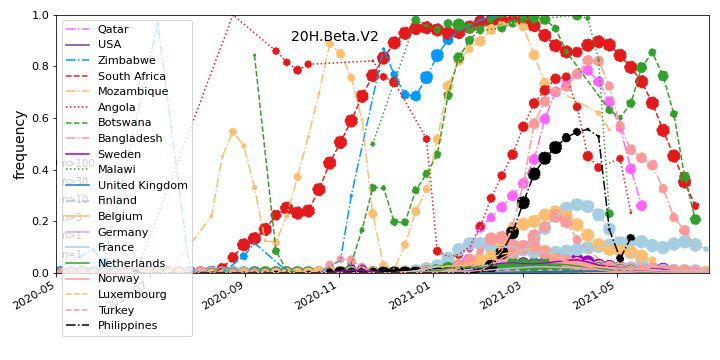 20H.Beta.V2
frequency
1.0
0.8
0.6
0.4
0.2
0.0
Qatar
USA
Zimbabwe
South Africa
Mozambique
Angola
Botswana
Bangladesh
Sweden
Malawi
United Kingdom
Finland
Belgium
Germany
France
Netherlands
Norway
Luxembourg
Turkey
Philippines
n>100
n>30
n>10
n>3
n>1
2020-05
2020-09
2020-11
2021-01
2021-03
2021-05